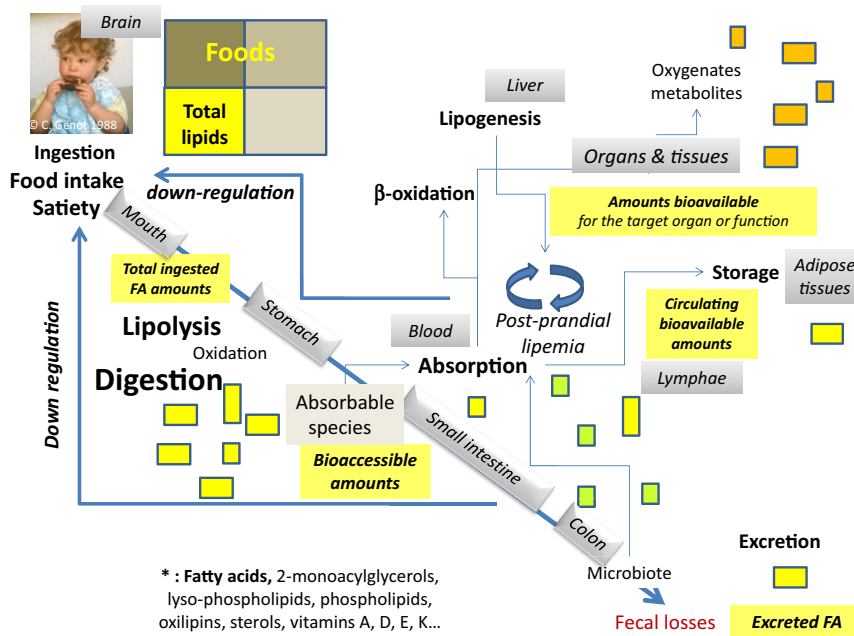 Brain
Foods
Total
lipids
© C. Genot 1988
Ingestion
Food intake
Satiety
down-regulation
Mouth
Total ingested
FA amounts
Lipolysis
Oxidation
Digestion
Down regulation
Stomach
Absorbable
species
Bioaccessible
amounts
Small intestine
Colon
Liver
Lipogenesis
β-oxidation
Oxygenates
metabolites
Organs & tissues
Amounts bioavailable
for the target organ or function
Post-prandial
lipemia
Blood
Absorption
Storage
Adipose
tissues
Circulating
bioavailable
amounts
Lymphae
Microbiote
Excretion
Fecal losses
Excreted FA
* : Fatty acids, 2-monoacylglycerols,
lyso-phospholipids, phospholipids,
oxilipins, sterols, vitamins A, D, E, K…